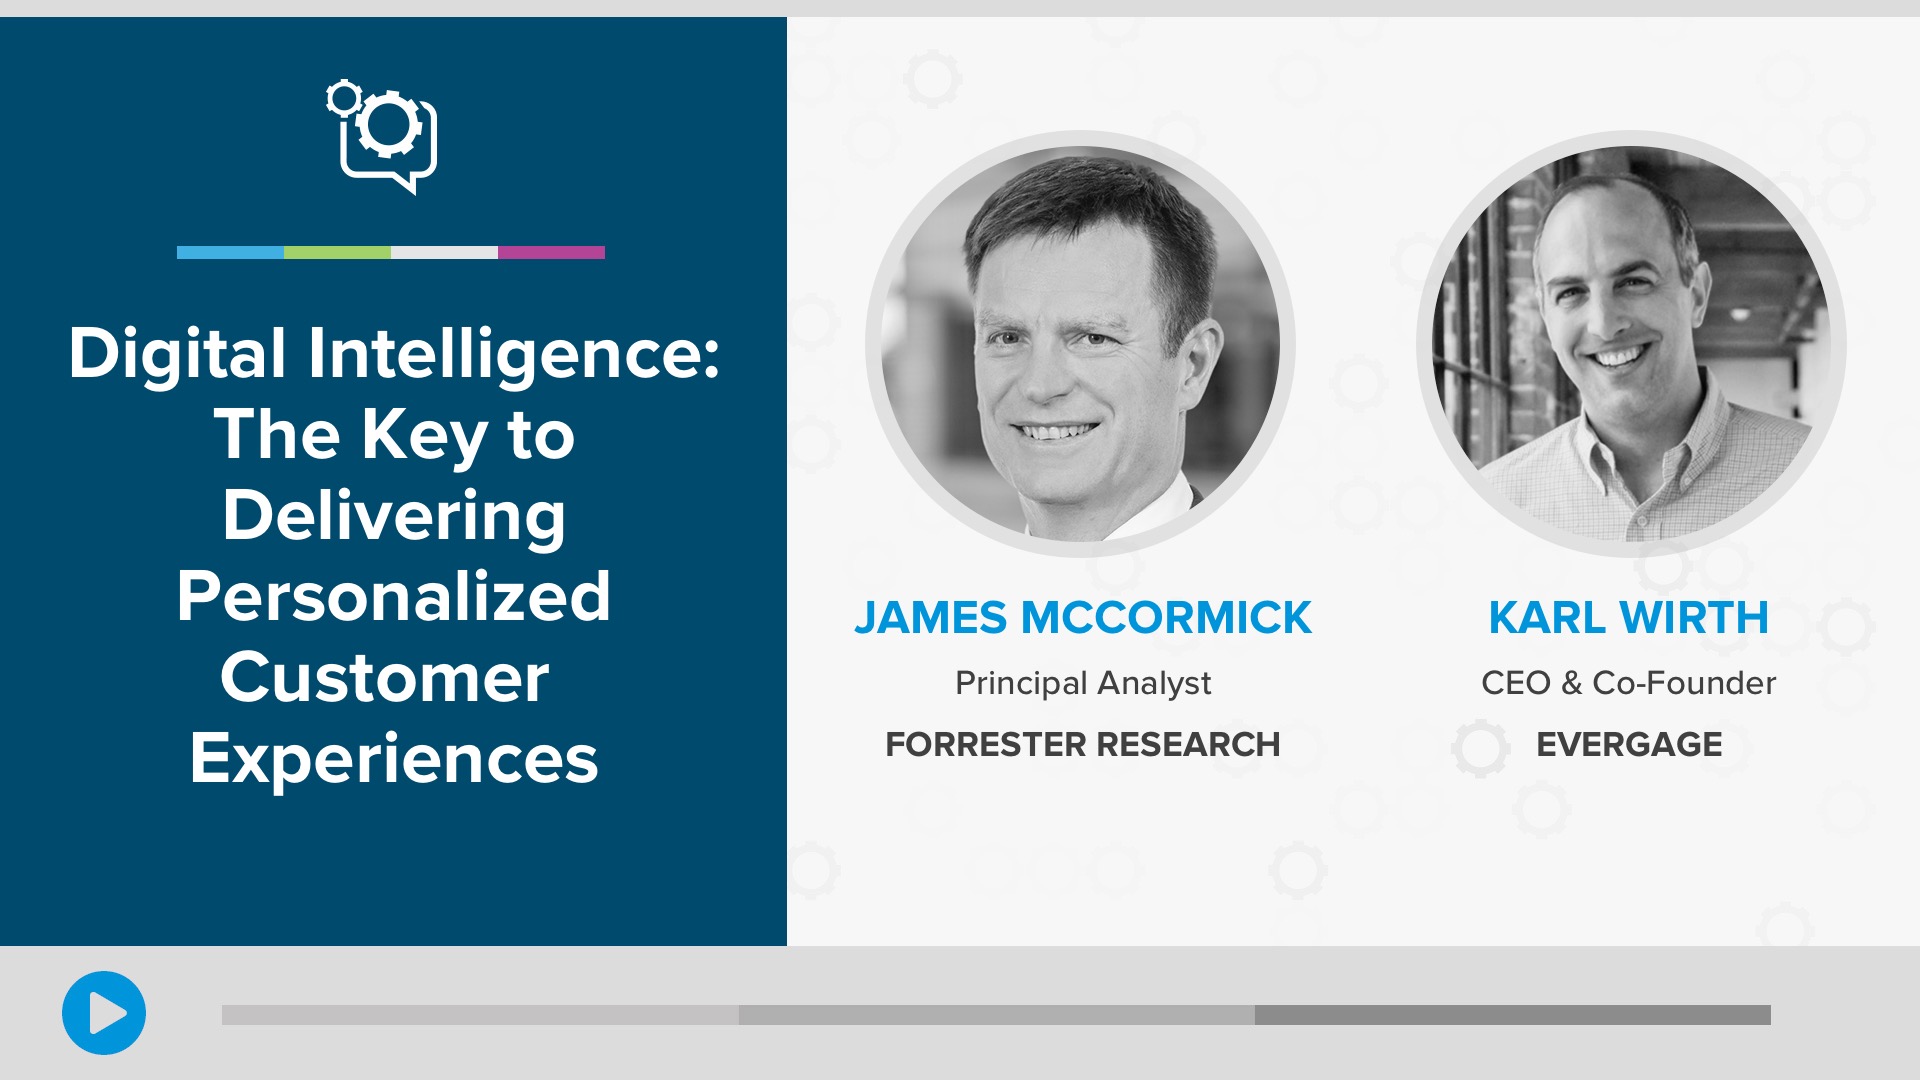 Digital Intelligence:
The Key to
Delivering
Personalized
Customer
Experiences
JAMES MCCORMICK
Principal Analyst
FORRESTER RESEARCH
KARL WIRTH
CEO & Co-Founder
EVERGAGE